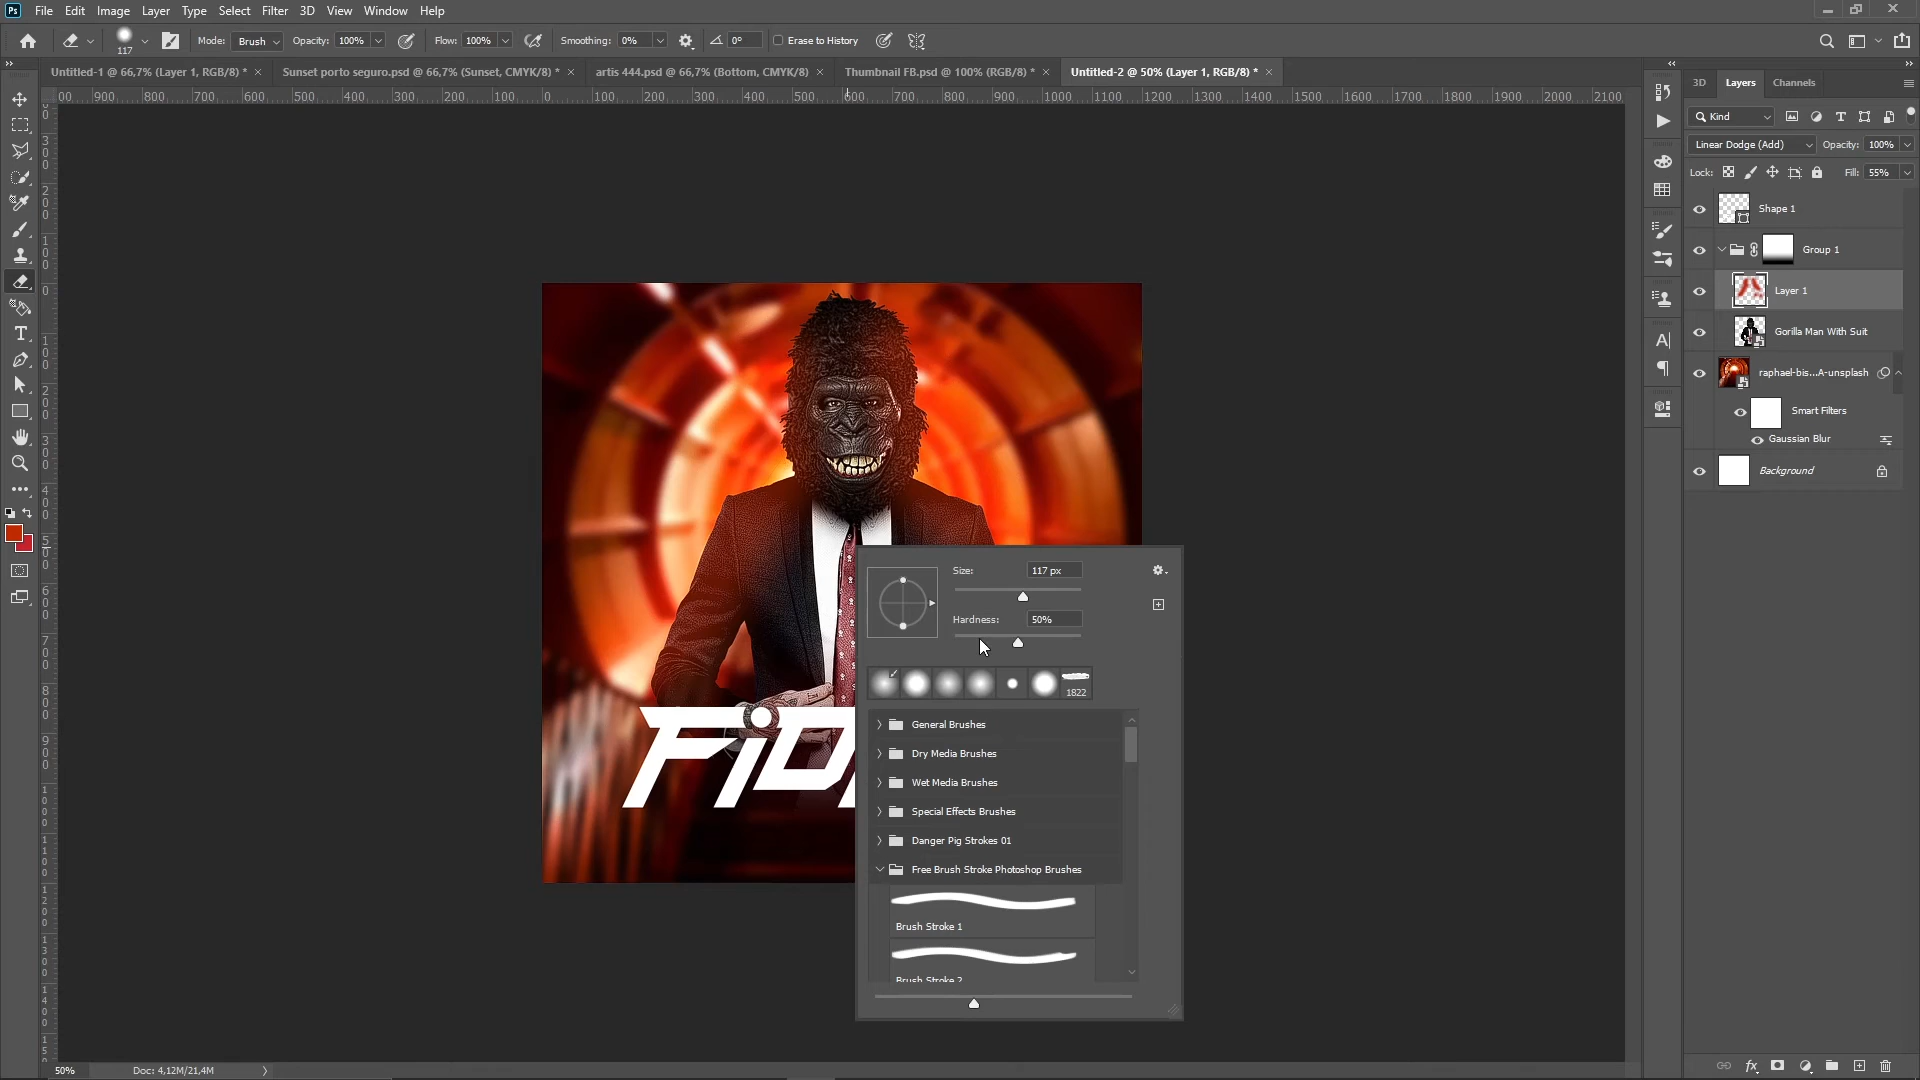 Ps File Edit Image Layer Type Select Filter 3D View Window Help
117 Mode: Brush Opacity: 100% Flow: 100% Smoothing: 0% 0° Erase to History
Untitled-1 @ 66,7% (Layer 1, RGB/8) * × Sunset porto seguro.psd @ 66,7% (Sunset, CMYK/8) * × artis 444.psd @ 66,7% (Bottom, CMYK/8) × Thumbnail FB.psd @ 100% (RGB/8) * × Untitled-2 @ 50% (Layer 1, RGB/8) * ×
00 900 800 700 600 500 400 300 200 100 0 100 200 300 400 500 600 700 800 900 1000 1100 1200 1300 1400 1500 1600 1700 1800 1900 2000 2100
3D Layers Channels
Kind
Linear Dodge (Add) Opacity: 100%
Lock: Fill: 55%
Shape 1
Group 1
Layer 1
Gorilla Man With Suit
raphael-bis...A-unsplash
Smart Filters
Gaussian Blur
Background
Size: 117 px
Hardness: 50%
1822
General Brushes
Dry Media Brushes
Wet Media Brushes
Special Effects Brushes
Danger Pig Strokes 01
Free Brush Stroke Photoshop Brushes
Brush Stroke 1
Brush Stroke 2
50% Doc: 4,12M/21,4M